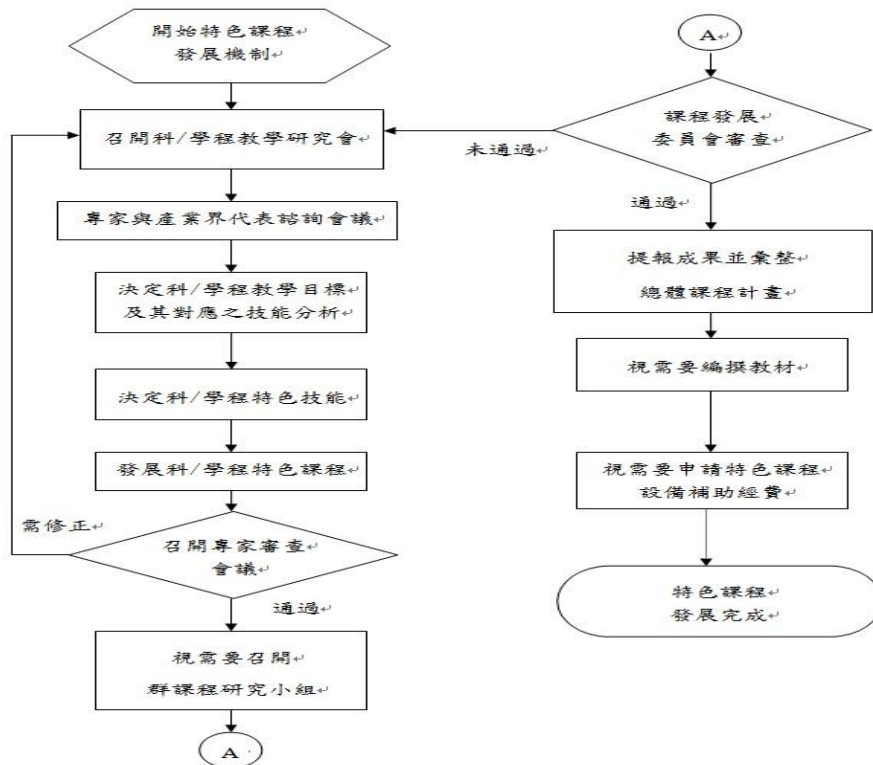 開始特色課程
發展機制
召開科/學程教學研究會
專家與產業界代表諮詢會議
決定科/學程教學目標
及其對應之技能分析
決定科/學程特色技能
發展科/學程特色課程
需修正
召開專家審查
會議
通過
視需要召開
群課程研究小組
A
A
課程發展
委員會審查
未通過
通過
提報成果並彙整
總體課程計畫
視需要編撰教材
視需要申請特色課程
設備補助經費
特色課程
發展完成